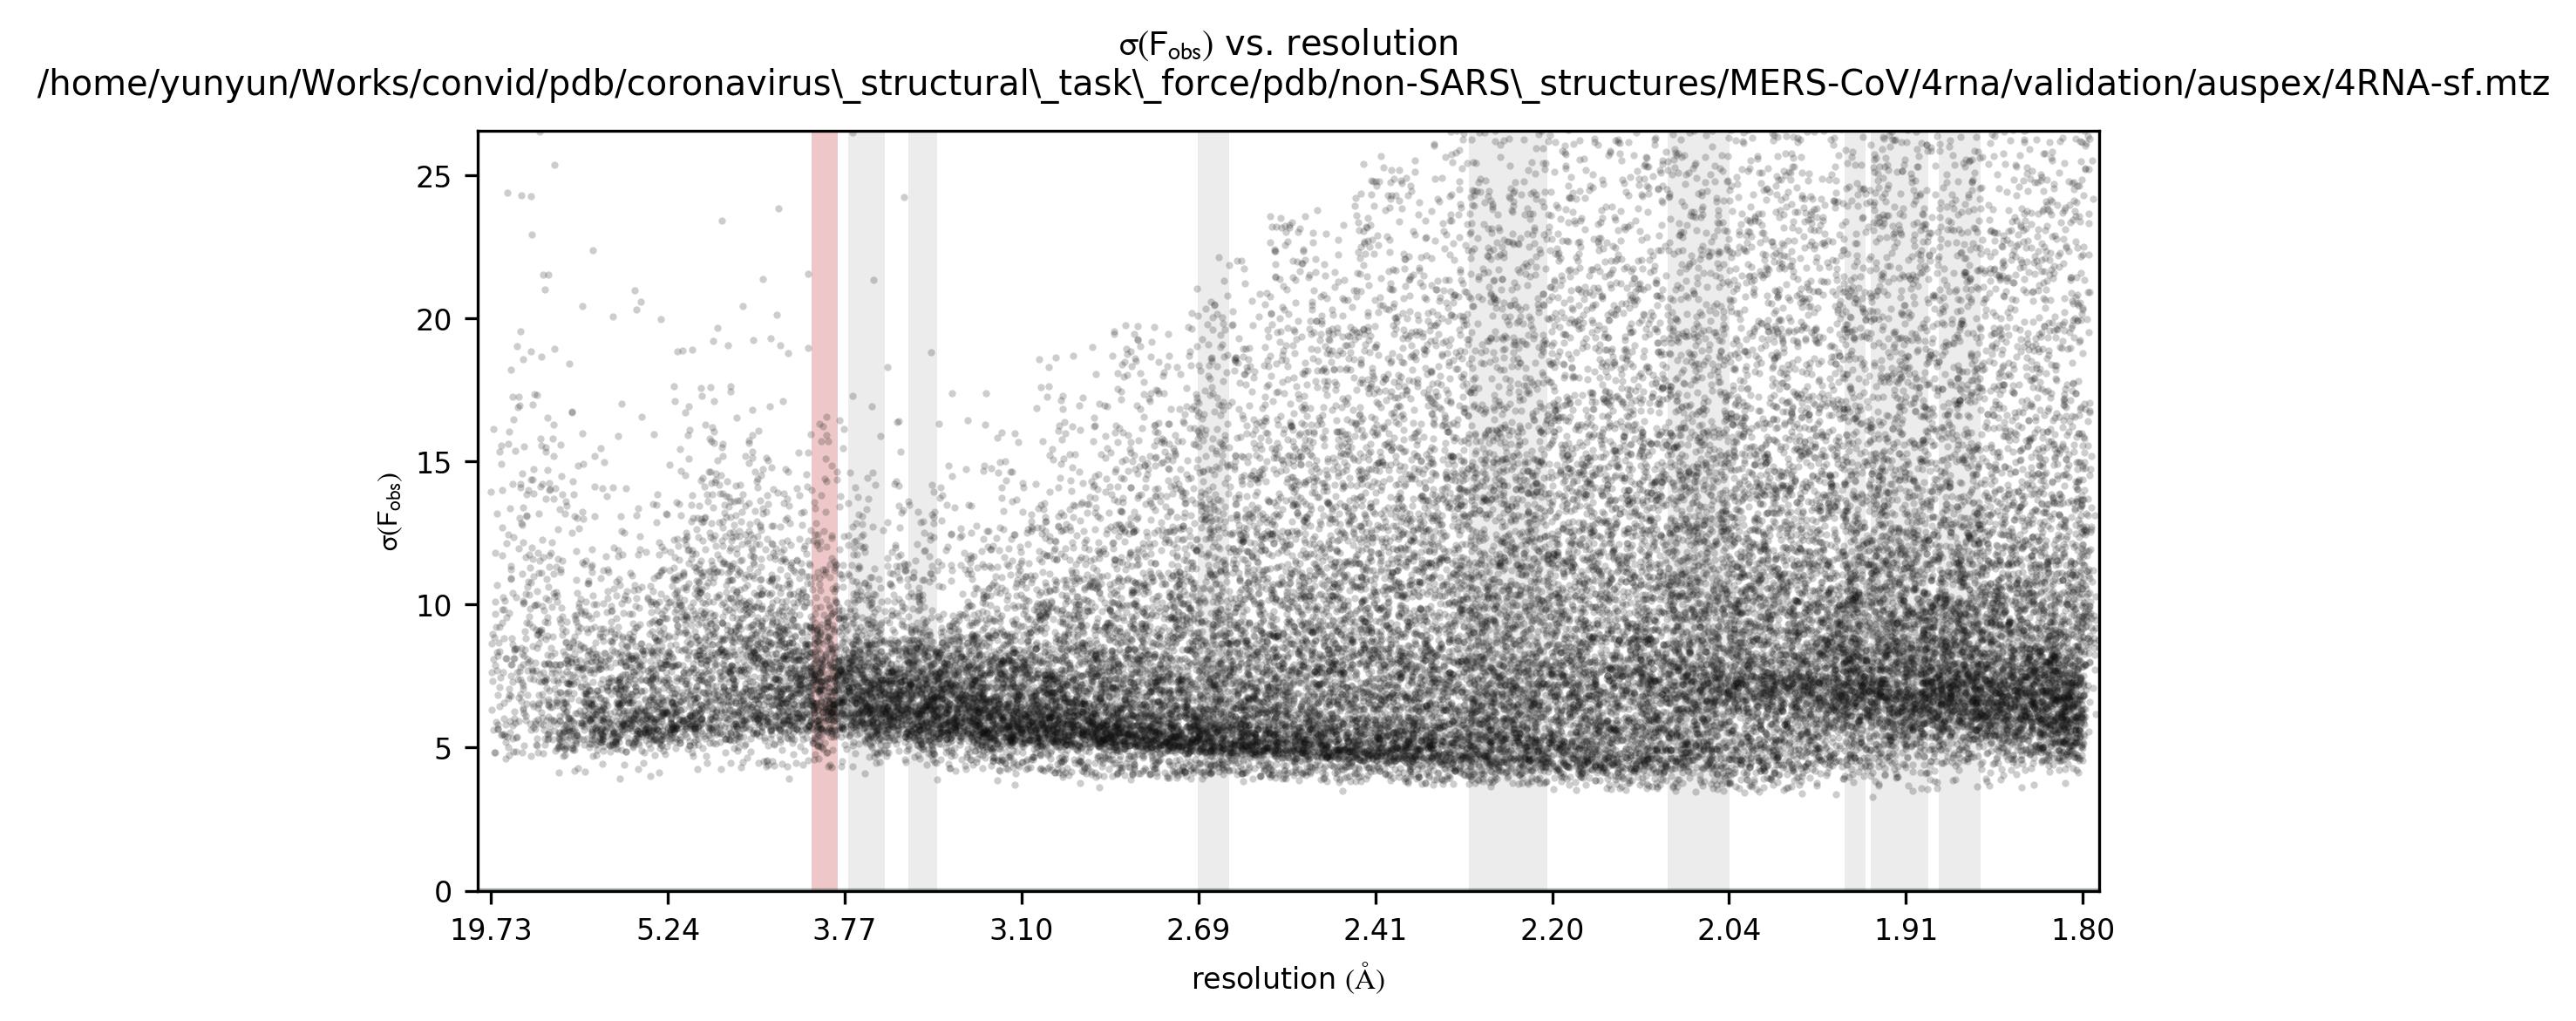 σ(Fobs) vs. resolution
/home/yunyun/Works/convid/pdb/coronavirus\_structural\_task\_force/pdb/non-SARS\_structures/MERS-CoV/4rna/validation/auspex/4RNA-sf.mtz
25
20
15
10
5
0
σ(Fobs)
19.73 5.24 3.77 3.10 2.69 2.41 2.20 2.04 1.91 1.80
resolution (Å)